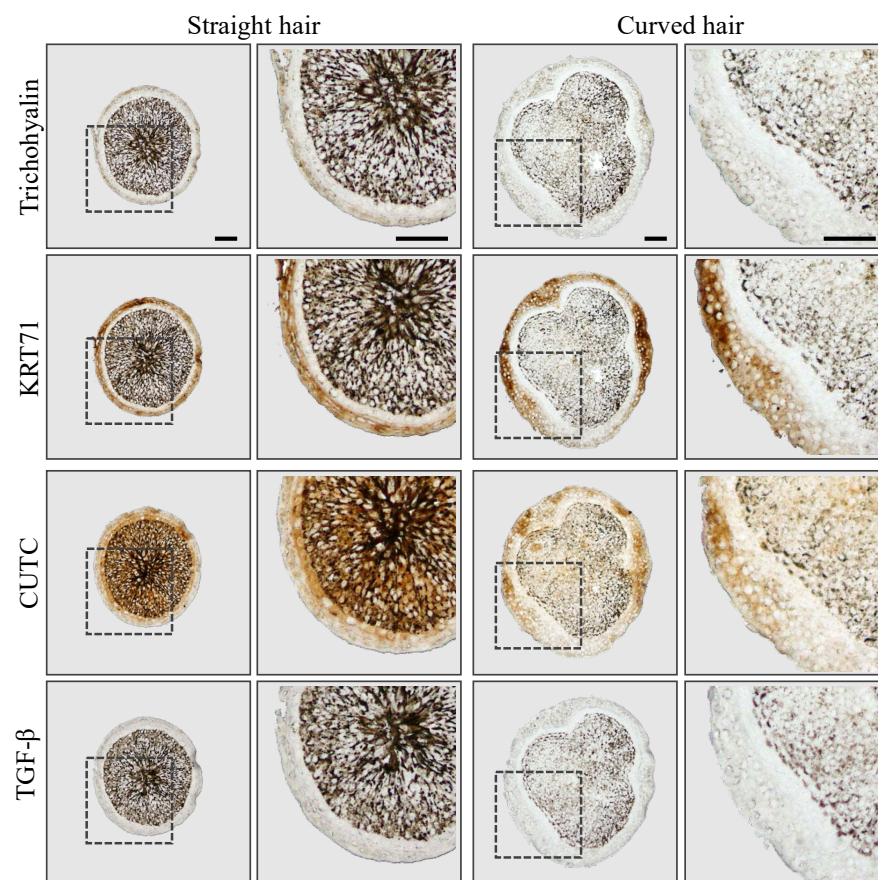 Straight hair
Curved hair
Trichohyalin
KRT71
CUTC
TGF-β